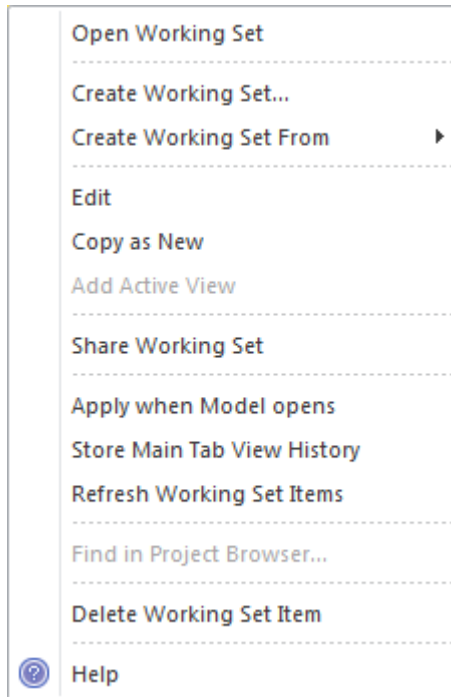 Open Working Set
Create Working Set...
Create Working Set From
Edit
Copy as New
Add Active View
Share Working Set
Apply when Model opens
Store Main Tab View History
Refresh Working Set Items
Find in Project Browser...
Delete Working Set Item
Help